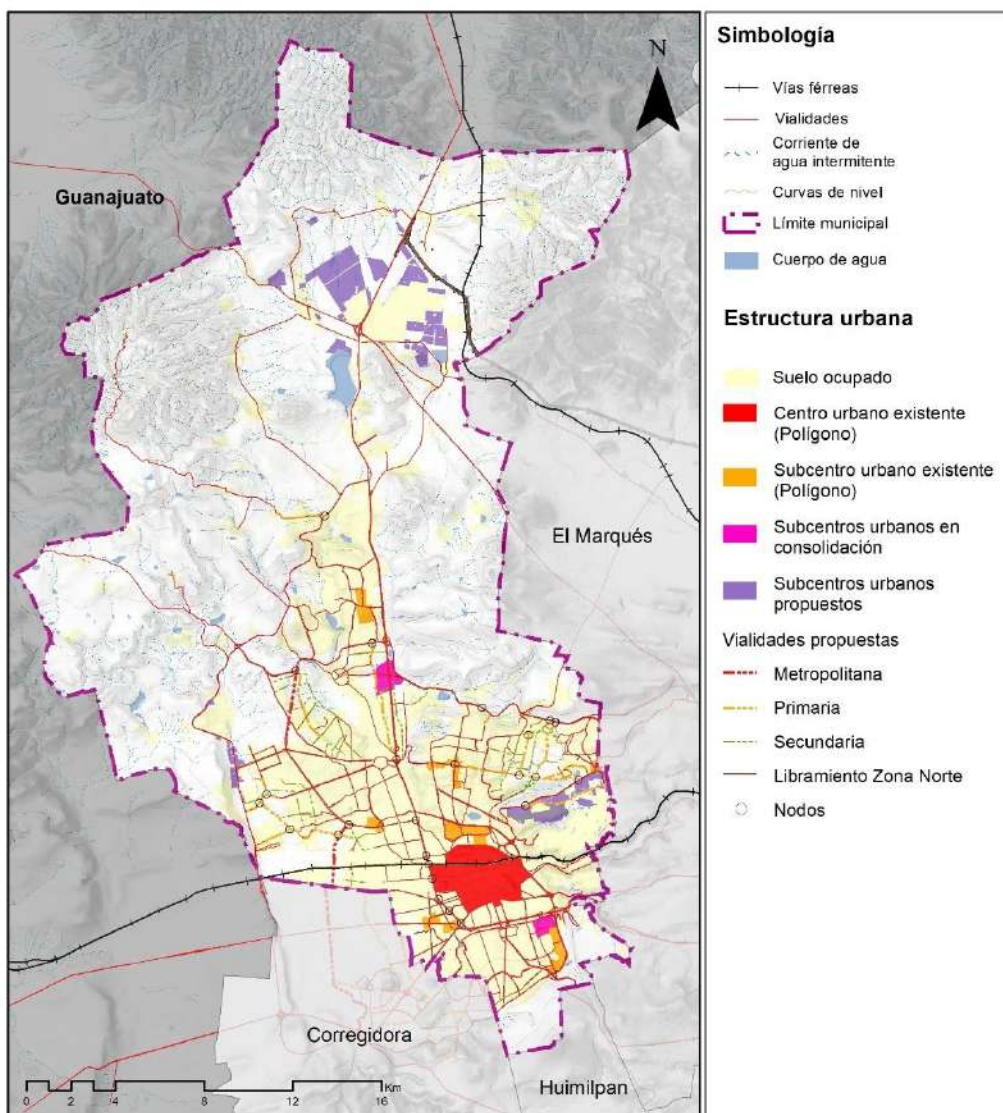 N
Guanajuato
El Marqués
Corregidora
Huimilpan
0 2 4 8 12 16 Km
Simbología
Vías férreas
Vialidades
Corriente de
agua intermitente
Curvas de nivel
Límite municipal
Cuerpo de agua
Estructura urbana
Suelo ocupado
Centro urbano existente
(Polígono)
Subcentro urbano existente
(Polígono)
Subcentros urbanos en
consolidación
Subcentros urbanos
propuestos
Vialidades propuestas
Metropolitana
Primaria
Secundaria
Libramiento Zona Norte
Nodos